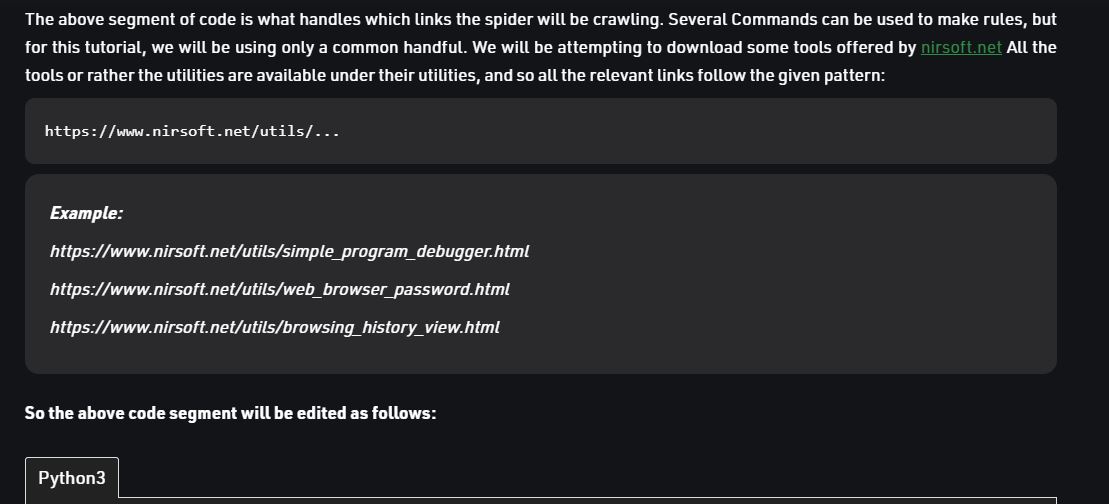 The above segment of code is what handles which links the spider will be crawling. Several Commands can be used to make rules, but
for this tutorial, we will be using only a common handful. We will be attempting to download some tools offered by nirsoft.net All the
tools or rather the utilities are available under their utilities, and so all the relevant links follow the given pattern:
https://www.nirsoft.net/utils/...
Example:
https://www.nirsoft.net/utils/simple_program_debugger.html
https://www.nirsoft.net/utils/web_browser_password.html
https://www.nirsoft.net/utils/browsing_history_view.html
So the above code segment will be edited as follows:
Python3